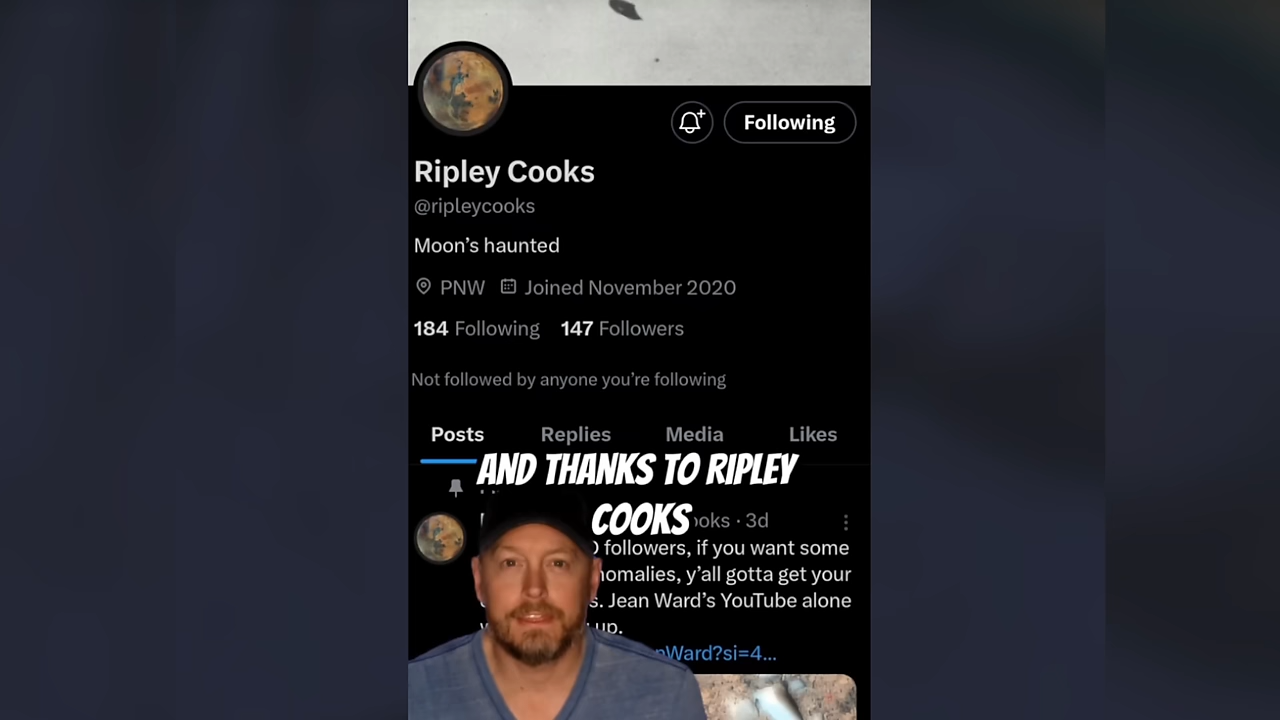 Following
Ripley Cooks
@ripleycooks
Moon’s haunted
PNW Joined November 2020
184 Following 147 Followers
Not followed by anyone you’re following
Posts Replies Media Likes
AND THANKS TO RIPLEY
COOKS
ooks · 3d
followers, if you want some
nomalies, y’all gotta get your
s. Jean Ward’s YouTube alone
up.
nWard?si=4...